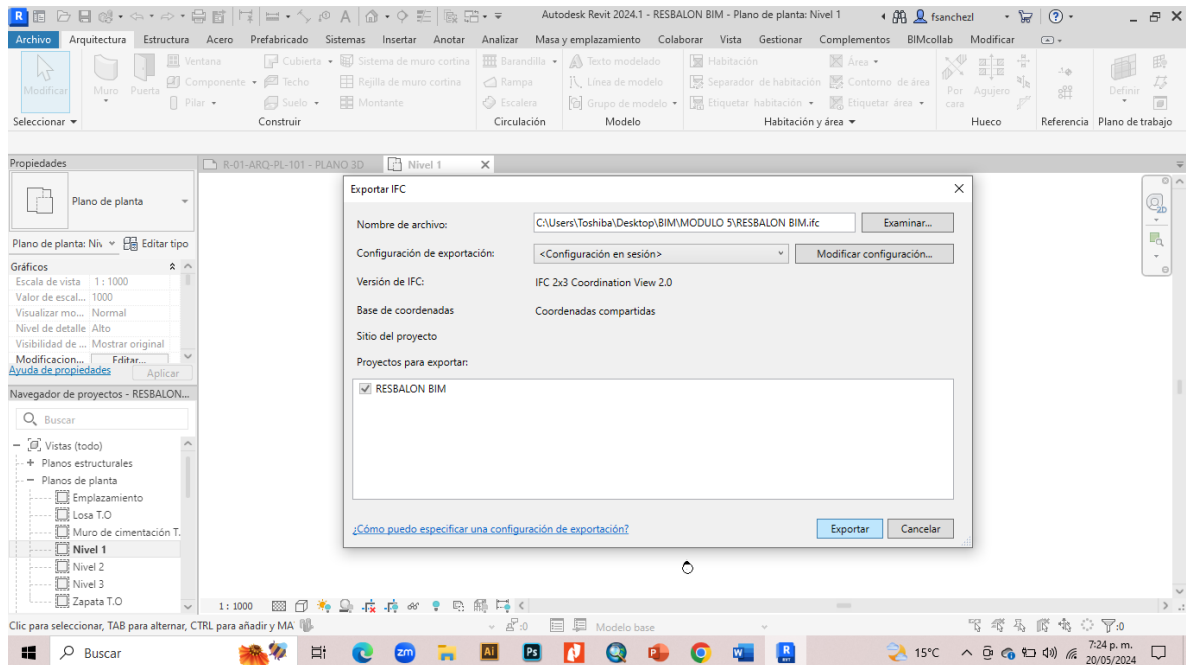 Autodesk Revit 2024.1 - RESBALON BIM - Plano de planta: Nivel 1
fsanchezl
Archivo Arquitectura Estructura Acero Prefabricado Sistemas Insertar Anotar Analizar Masa y emplazamiento Colaborar Vista Gestionar Complementos BIMcollab Modificar
Modificar
Muro
Puerta
Ventana
Componente
Pilar
Cubierta
Techo
Suelo
Sistema de muro cortina
Rejilla de muro cortina
Montante
Barandilla
Rampa
Escalera
Texto modelado
Línea de modelo
Grupo de modelo
Habitación
Separador de habitación
Etiquetar habitación
Área
Contorno de área
Etiquetar área
Por cara
Agujero
Definir
Seleccionar Construir Circulación Modelo Habitación y área Hueco Referencia Plano de trabajo
Propiedades
R-01-ARQ-PL-101 - PLANO 3D
Nivel 1
Plano de planta
Plano de planta: Niv
Editar tipo
Gráficos
Escala de vista 1 : 1000
Valor de escal... 1000
Visualizar mo... Normal
Nivel de detalle Alto
Visibilidad de ... Mostrar original
Modificacion... Editar...
Ayuda de propiedades Aplicar
Navegador de proyectos - RESBALON...
Buscar
Vistas (todo)
Planos estructurales
Planos de planta
Emplazamiento
Losa T.O
Muro de cimentación T.
Nivel 1
Nivel 2
Nivel 3
Zapata T.O
Exportar IFC
Nombre de archivo: C:\Users\Toshiba\Desktop\BIM\MODULO 5\RESBALON BIM.ifc Examinar...
Configuración de exportación: <Configuración en sesión> Modificar configuración...
Versión de IFC: IFC 2x3 Coordination View 2.0
Base de coordenadas Coordenadas compartidas
Sitio del proyecto
Proyectos para exportar:
RESBALON BIM
¿Cómo puedo especificar una configuración de exportación?
Exportar Cancelar
2D
1 : 1000
Clic para seleccionar, TAB para alternar, CTRL para añadir y MA
:0
Modelo base
:0
Buscar
zm
Ai
Ps
15°C
7:24 p. m.
20/05/2024